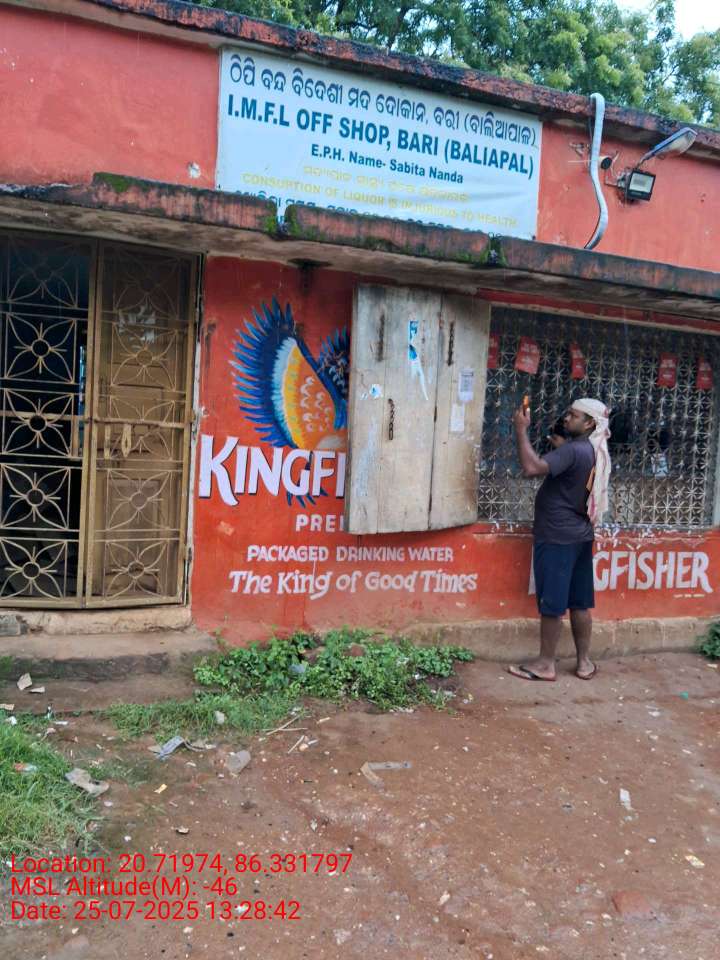 ଠିପି ବନ୍ଦ ବିଦେଶୀ ମଦ ଦୋକାନ, ବରୀ (ବାଲିଆପାଳ)
I.M.F.L OFF SHOP, BARI (BALIAPAL)
E.P.H. Name- Sabita Nanda
CONSUPTION OF LIQUOR IS INJURIOUS TO HEALTH
KINGFI
PREI
PACKAGED DRINKING WATER
The King of Good Times
GFISHER
Location: 20.71974, 86.331797
MSL Altitude(M): -46
Date: 25-07-2025 13:28:42